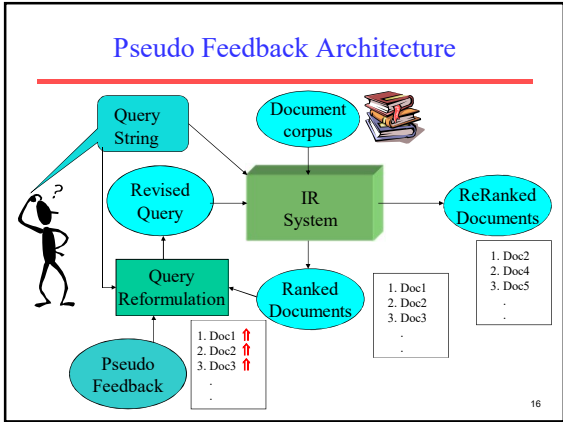 Pseudo Feedback Architecture
Query
String
Document
corpus
?
Revised
Query
IR
System
ReRanked
Documents
1. Doc2
2. Doc4
3. Doc5
.
.
Query
Reformulation
Ranked
Documents
1. Doc1
2. Doc2
3. Doc3
.
.
1. Doc1 ⇑
2. Doc2 ⇑
3. Doc3 ⇑
.
.
Pseudo
Feedback
16